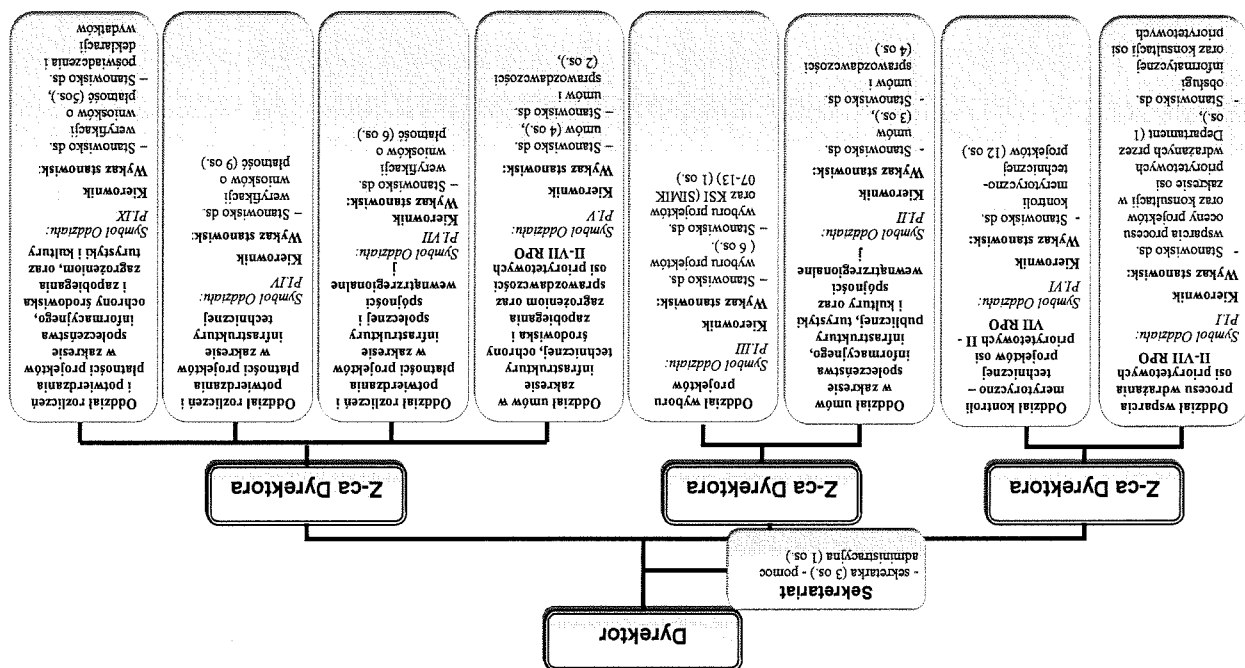 Dyrektor
Sekretariat
- sekretarka (3 os.) - pomoc
administracyjna (1 os.)
Z-ca Dyrektora
Z-ca Dyrektora
Z-ca Dyrektora
Oddział wsparcia
procesu wdrażania
osi priorytetowych
II-VII RPO
Symbol Oddziału:
PI.I
Kierownik
Wykaz stanowisk:
- Stanowisko ds.
wsparcia procesu
oceny projektów
oraz konsultacji w
zakresie osi
priorytetowych
wdrażanych przez
Departament (1
os.),
- Stanowisko ds.
obsługi
informatycznej
oraz konsultacji osi
priorytetowych
Oddział kontroli
merytoryczno –
technicznej
projektów osi
priorytetowych II -
VII RPO
Symbol Oddziału:
PI.VI
Kierownik
Wykaz stanowisk:
- Stanowisko ds.
kontroli
merytoryczno-
technicznej
projektów (12 os.)
Oddział umów
w zakresie
społeczeństwa
informacyjnego,
infrastruktury
publicznej, turystyki
i kultury oraz
spójności
wewnątrzregionalne
j
Symbol Oddziału:
PI.II
Kierownik
Wykaz stanowisk:
- Stanowisko ds.
umów
(3 os.),
- Stanowisko ds.
umów i
sprawozdawczości
(4 os.)
Oddział wyboru
projektów
Symbol Oddziału:
PI.III
Kierownik
Wykaz stanowisk:
– Stanowisko ds.
wyboru projektów
( 6 os.).
– Stanowisko ds.
wyboru projektów
oraz KSI (SIMIK
07-13) (1 os.)
Oddział umów w
zakresie
infrastruktury
technicznej, ochrony
środowiska i
zapobiegania
zagrożeniom oraz
sprawozdawczości
osi priorytetowych
II-VII RPO
Symbol Oddziału:
PI.V
Kierownik
Wykaz stanowisk:
– Stanowisko ds.
umów (4 os.),
– Stanowisko ds.
umów i
sprawozdawczości
(2 os.),
Oddział rozliczeń i
potwierdzania
płatności projektów
w zakresie
infrastruktury
społecznej i
spójności
wewnątrzregionalne
j
Symbol Oddziału:
PI.VII
Kierownik
Wykaz stanowisk:
– Stanowisko ds.
weryfikacji
wniosków o
płatność (6 os.)
Oddział rozliczeń i
potwierdzania
płatności projektów
w zakresie
infrastruktury
technicznej
Symbol Oddziału:
PI.IV
Kierownik
Wykaz stanowisk:
– Stanowisko ds.
weryfikacji
wniosków o
płatność (9 os.)
Oddział rozliczeń
i potwierdzania
płatności projektów
w zakresie
społeczeństwa
informacyjnego,
ochrony środowiska
i zapobiegania
zagrożeniom, oraz
turystyki i kultury
Symbol Oddziału:
PI.IX
Kierownik
Wykaz stanowisk:
– Stanowisko ds.
weryfikacji
wniosków o
płatność (5os.),
– Stanowisko ds.
poświadczenia i
deklaracji
wydatków